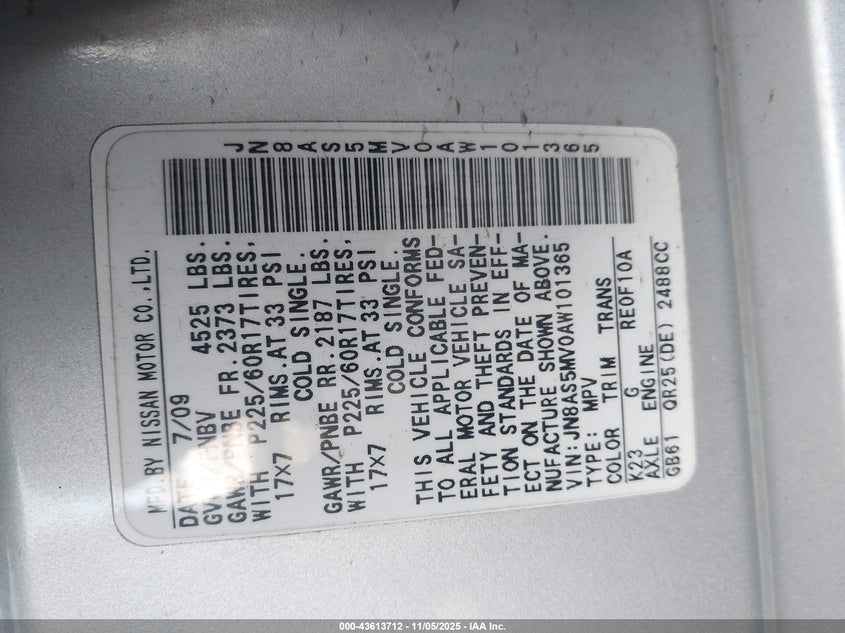 JN8AS5MV0AW101365
MFD.BY NISSAN MOTOR CO.,LTD.
DATE 7/09
GVWR/PNBV 4525 LBS.
GAWR/PNBE FR.2373 LBS.
WITH P225/60R17TIRES,
17X7 RIMS.AT 33 PSI
COLD SINGLE.
GAWR/PNBE RR.2187 LBS.
WITH P225/60R17TIRES,
17X7 RIMS.AT 33 PSI
COLD SINGLE.
THIS VEHICLE CONFORMS
TO ALL APPLICABLE FED-
ERAL MOTOR VEHICLE SA-
FETY AND THEFT PREVEN-
TION STANDARDS IN EFF-
ECT ON THE DATE OF MA-
NUFACTURE SHOWN ABOVE.
VIN:JN8AS5MV0AW101365
TYPE: MPV
COLOR TRIM TRANS
K23 G RE0F10A
AXLE ENGINE
GB61 QR25(DE) 2488CC
000-43613712 - 11/05/2025 - IAA Inc.